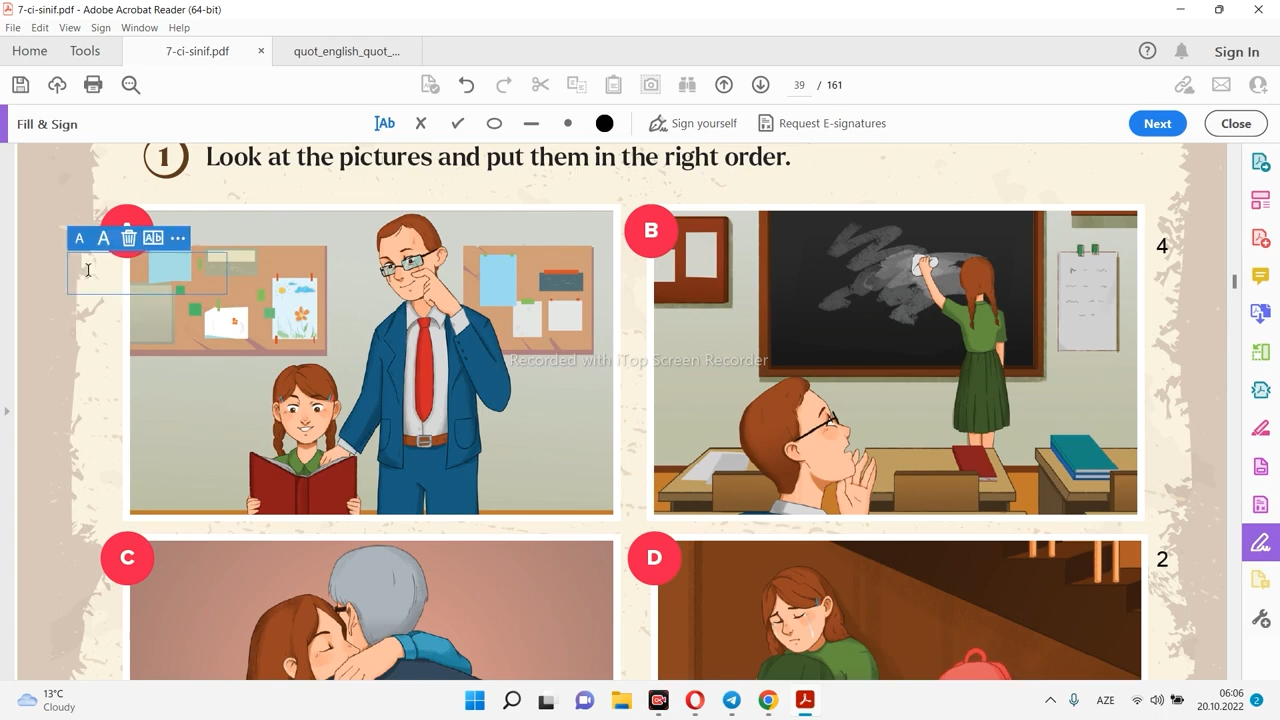 7-ci-sinif.pdf - Adobe Acrobat Reader (64-bit)
File Edit View Sign Window Help
Home Tools 7-ci-sinif.pdf × quot_english_quot_... Sign In
39 / 161
Fill & Sign Ab Sign yourself Request E-signatures Next Close
1 Look at the pictures and put them in the right order.
A A Ab ...
B
4
Recorded with iTop Screen Recorder
C
D
2
13°C
Cloudy
AZE
06:06
20.10.2022
2